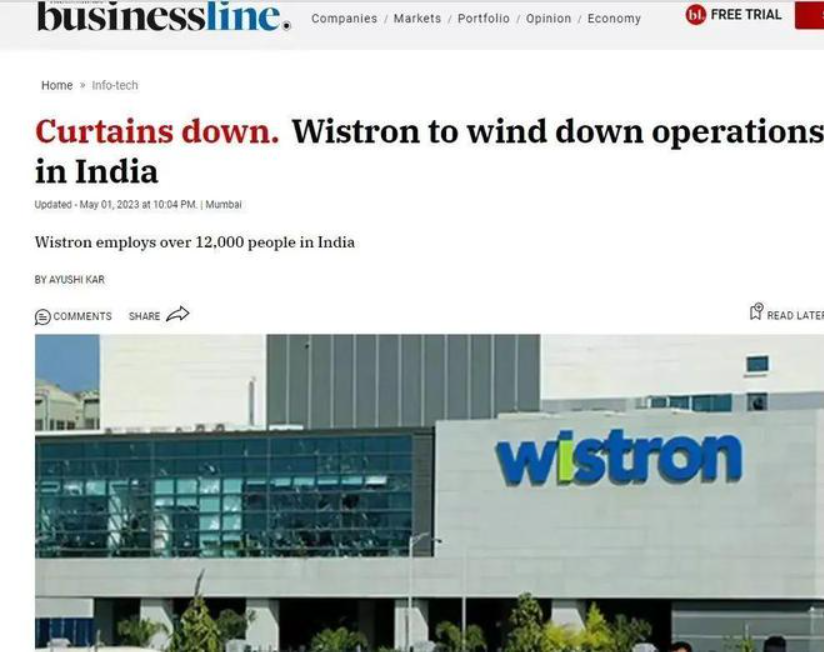 businessline.
Companies / Markets / Portfolio / Opinion / Economy
bl. FREE TRIAL
Home » Info-tech
Curtains down. Wistron to wind down operations
in India
Updated - May 01, 2023 at 10:04 PM. | Mumbai
Wistron employs over 12,000 people in India
BY AYUSHI KAR
COMMENTS SHARE
READ LATER
wistron